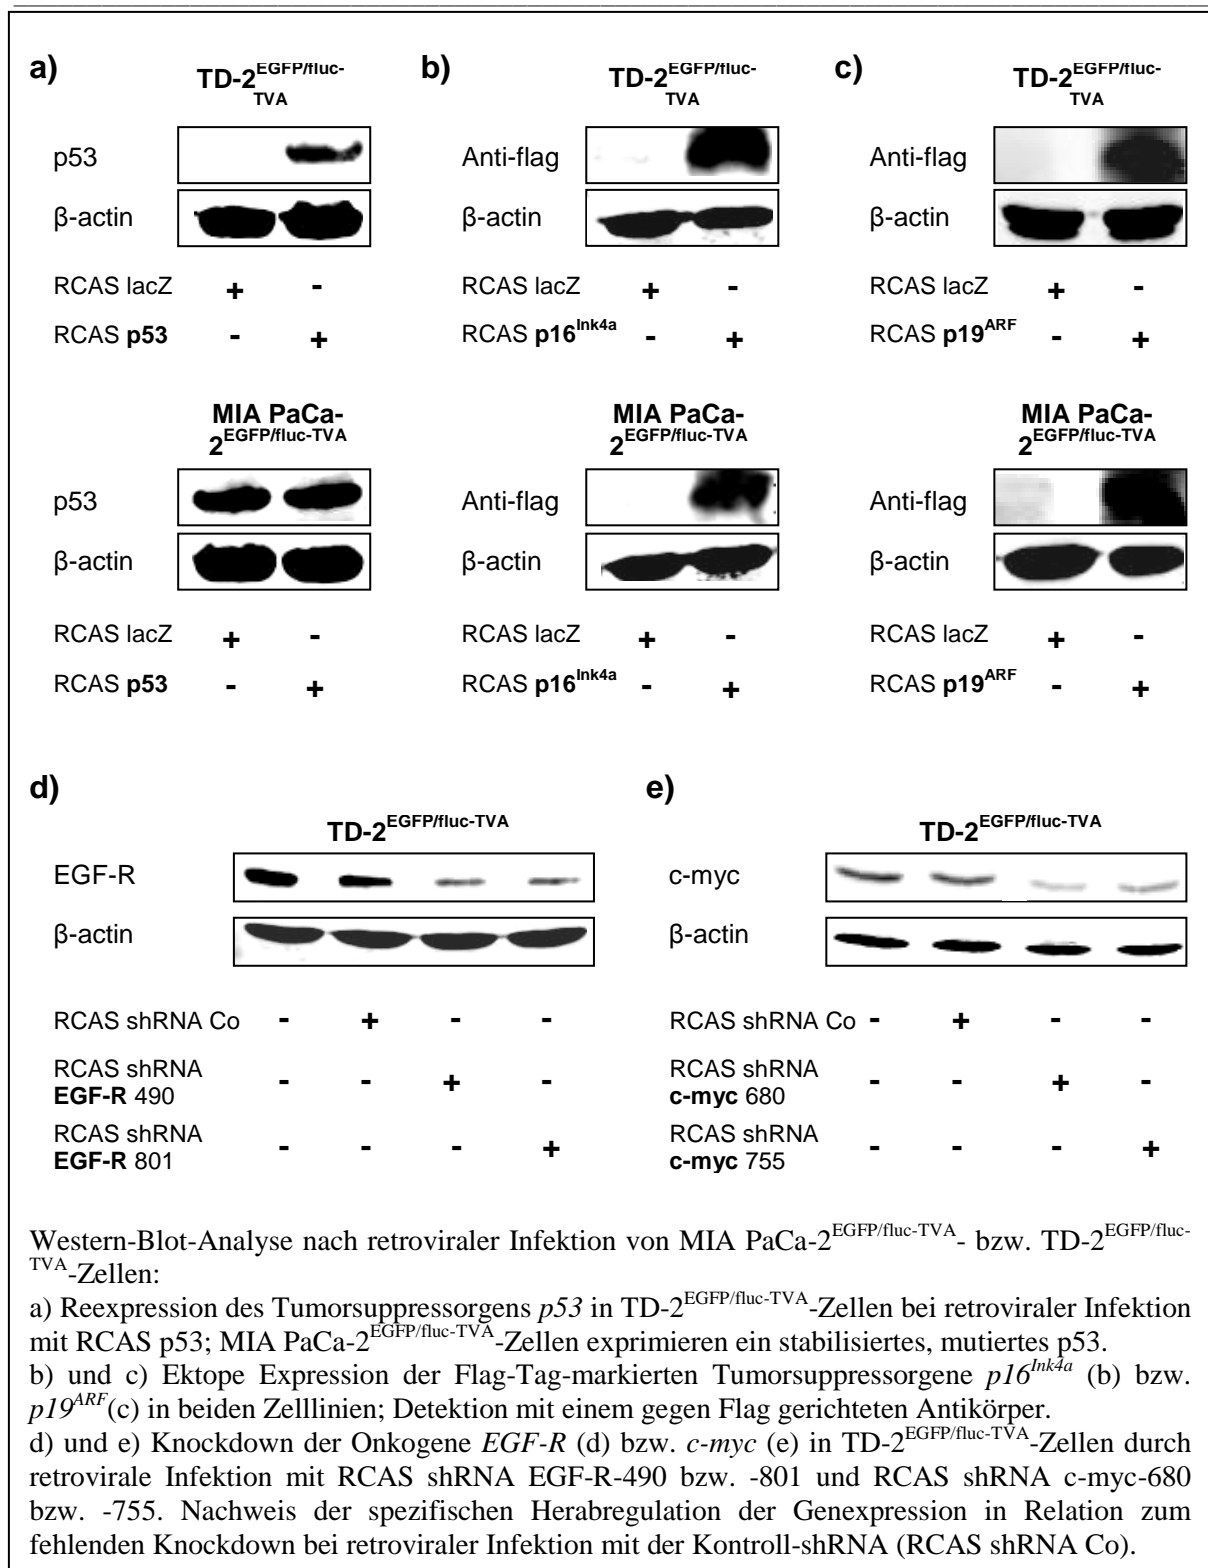 a) TD-2EGFP/fluc-TVA
p53
β-actin
RCAS lacZ + -
RCAS p53 - +
b) TD-2EGFP/fluc-TVA
Anti-flag
β-actin
RCAS lacZ + -
RCAS p16Ink4a - +
c) TD-2EGFP/fluc-TVA
Anti-flag
β-actin
RCAS lacZ + -
RCAS p19ARF - +
MIA PaCa-
2EGFP/fluc-TVA
p53
β-actin
RCAS lacZ + -
RCAS p53 - +
MIA PaCa-
2EGFP/fluc-TVA
Anti-flag
β-actin
RCAS lacZ + -
RCAS p16Ink4a - +
MIA PaCa-
2EGFP/fluc-TVA
Anti-flag
β-actin
RCAS lacZ + -
RCAS p19ARF - +
d)
TD-2EGFP/fluc-TVA
EGF-R
β-actin
RCAS shRNA Co - + - -
RCAS shRNA
EGF-R 490 - - + -
RCAS shRNA
EGF-R 801 - - - +
e)
TD-2EGFP/fluc-TVA
c-myc
β-actin
RCAS shRNA Co - + - -
RCAS shRNA
c-myc 680 - - + -
RCAS shRNA
c-myc 755 - - - +
Western-Blot-Analyse nach retroviraler Infektion von MIA PaCa-2EGFP/fluc-TVA- bzw. TD-2EGFP/fluc-
TVA-Zellen:
a) Reexpression des Tumorsuppressorgens p53 in TD-2EGFP/fluc-TVA-Zellen bei retroviraler Infektion
mit RCAS p53; MIA PaCa-2EGFP/fluc-TVA-Zellen exprimieren ein stabilisiertes, mutiertes p53.
b) und c) Ektope Expression der Flag-Tag-markierten Tumorsuppressorgene p16Ink4a (b) bzw.
p19ARF(c) in beiden Zelllinien; Detektion mit einem gegen Flag gerichteten Antikörper.
d) und e) Knockdown der Onkogene EGF-R (d) bzw. c-myc (e) in TD-2EGFP/fluc-TVA-Zellen durch
retrovirale Infektion mit RCAS shRNA EGF-R-490 bzw. -801 und RCAS shRNA c-myc-680
bzw. -755. Nachweis der spezifischen Herabregulation der Genexpression in Relation zum
fehlenden Knockdown bei retroviraler Infektion mit der Kontroll-shRNA (RCAS shRNA Co).